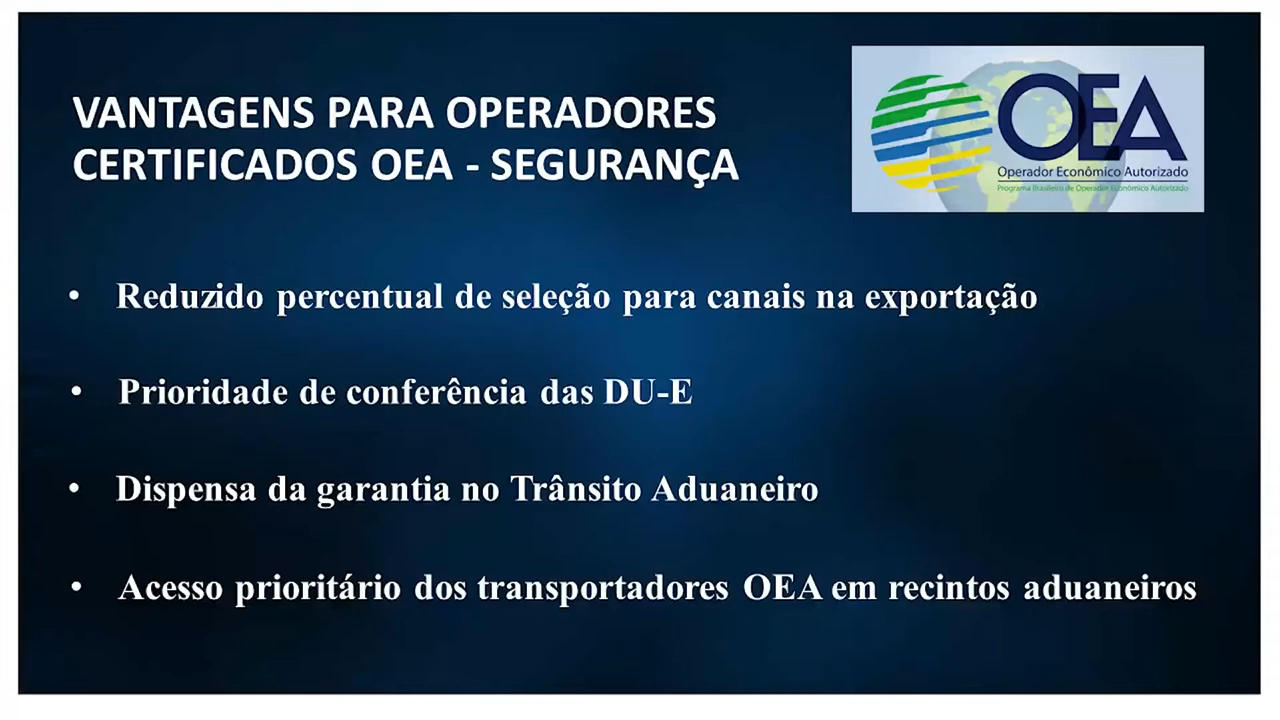 VANTAGENS PARA OPERADORES
CERTIFICADOS OEA - SEGURANÇA
OEA
Operador Econômico Autorizado
Programa Brasileiro de Operador Econômico Autorizado
• Reduzido percentual de seleção para canais na exportação
• Prioridade de conferência das DU-E
• Dispensa da garantia no Trânsito Aduaneiro
• Acesso prioritário dos transportadores OEA em recintos aduaneiros